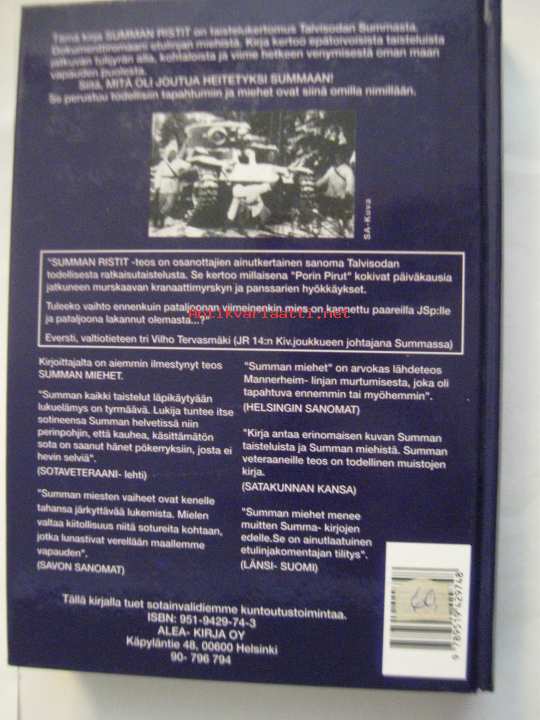 Tämä kirja SUMMAN RISTIT on taistelukertomus Talvisodan Summasta.
Dokumenttiromaani etulinjan miehistä. Kirja kertoo epätoivoisista taisteluista
jatkuvan tulijyrän alla, kohtaloista ja viime hetkeen venymisestä oman maan
vapauden puolesta.
Siitä, MITÄ OLI JOUTUA HEITETYKSI SUMMAAN!
Se perustuu todellisiin tapahtumiin ja miehet ovat siinä omilla nimillään.
SA-Kuva
"SUMMAN RISTIT -teos on osanottajien ainutkertainen sanoma Talvisodan
todellisesta ratkaisutaistelusta. Se kertoo millaisena "Porin Pirut" kokivat päiväkausia
jatkuneen murskaavan kranaattimyrskyn ja panssarien hyökkäykset.
Tuleeko vaihto ennenkuin pataljoonan viimeinenkin mies on kannettu paareilla JSp:lle
ja pataljoona lakannut olemasta...?"
Antikvariaatti.net
Eversti, valtiotieteen tri Vilho Tervasmäki (JR 14:n Kiv.joukkueen johtajana Summassa)
Kirjoittajalta on aiemmin ilmestynyt teos
SUMMAN MIEHET.
"Summan kaikki taistelut läpikäytyään
lukuelämys on tyrmäävä. Lukija tuntee itse
sotineensa Summan helvetissä niin
perinpohjin, että kauhea, käsittämätön
sota on saanut hänet pökerryksiin, josta ei
hevin selviä".
(SOTAVETERAANI- lehti)
"Summan miesten vaiheet ovat kenelle
tahansa järkyttävää lukemista. Mielen
valtaa kiitollisuus niitä sotureita kohtaan,
jotka lunastivat verellään maallemme
vapauden".
(SAVON SANOMAT)
"Summan miehet" on arvokas lähdeteos
Mannerheim- linjan murtumisesta, joka oli
tapahtuva ennemmin tai myöhemmin".
(HELSINGIN SANOMAT)
"Kirja antaa erinomaisen kuvan Summan
taisteluista ja Summan miehistä. Summan
veteraaneille teos on todellinen muistojen
kirja.
(SATAKUNNAN KANSA)
"Summan miehet menee
muitten Summa- kirjojen
edelle.Se on ainutlaatuinen
etulinjakomentajan tilitys".
(LÄNSI- SUOMI)
60,
9 789519 429748
Tällä kirjalla tuet sotainvalidiemme kuntoutustoimintaa.
ISBN: 951-9429-74-3
ALEA- KIRJA OY
Käpyläntie 48, 00600 Helsinki
90- 796 794